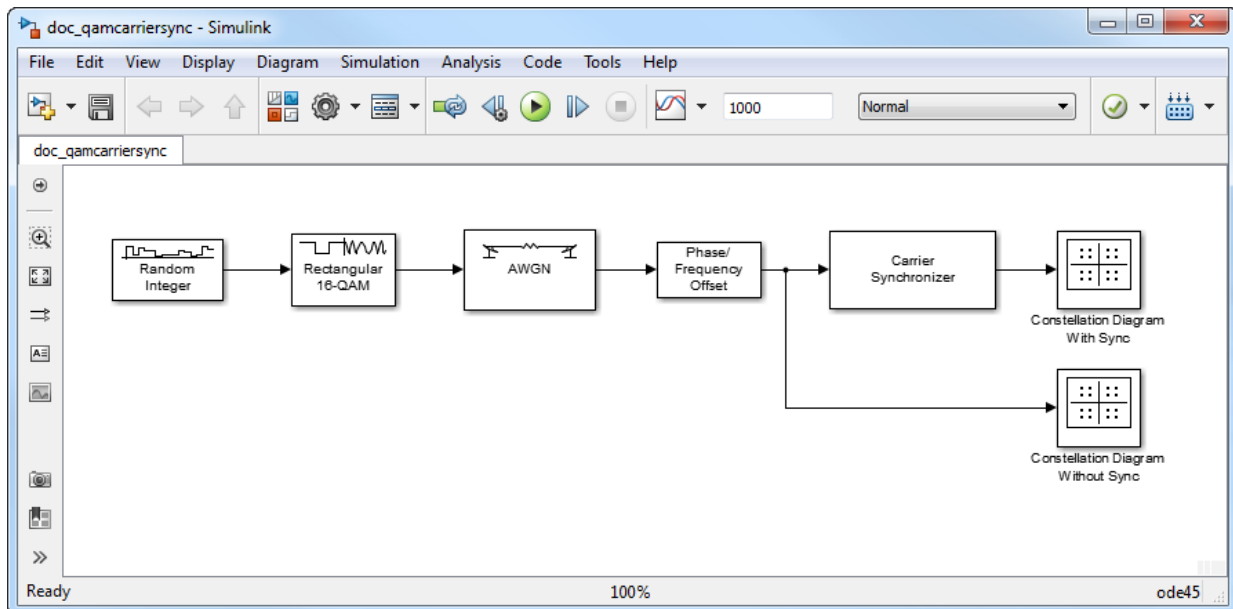 doc_qamcarriersync - Simulink
File Edit View Display Diagram Simulation Analysis Code Tools Help
1000 Normal
doc_qamcarriersync
Random
Integer
Rectangular
16-QAM
AWGN
Phase/
Frequency
Offset
Carrier
Synchronizer
Constellation Diagram
With Sync
Constellation Diagram
Without Sync
Ready 100% ode45